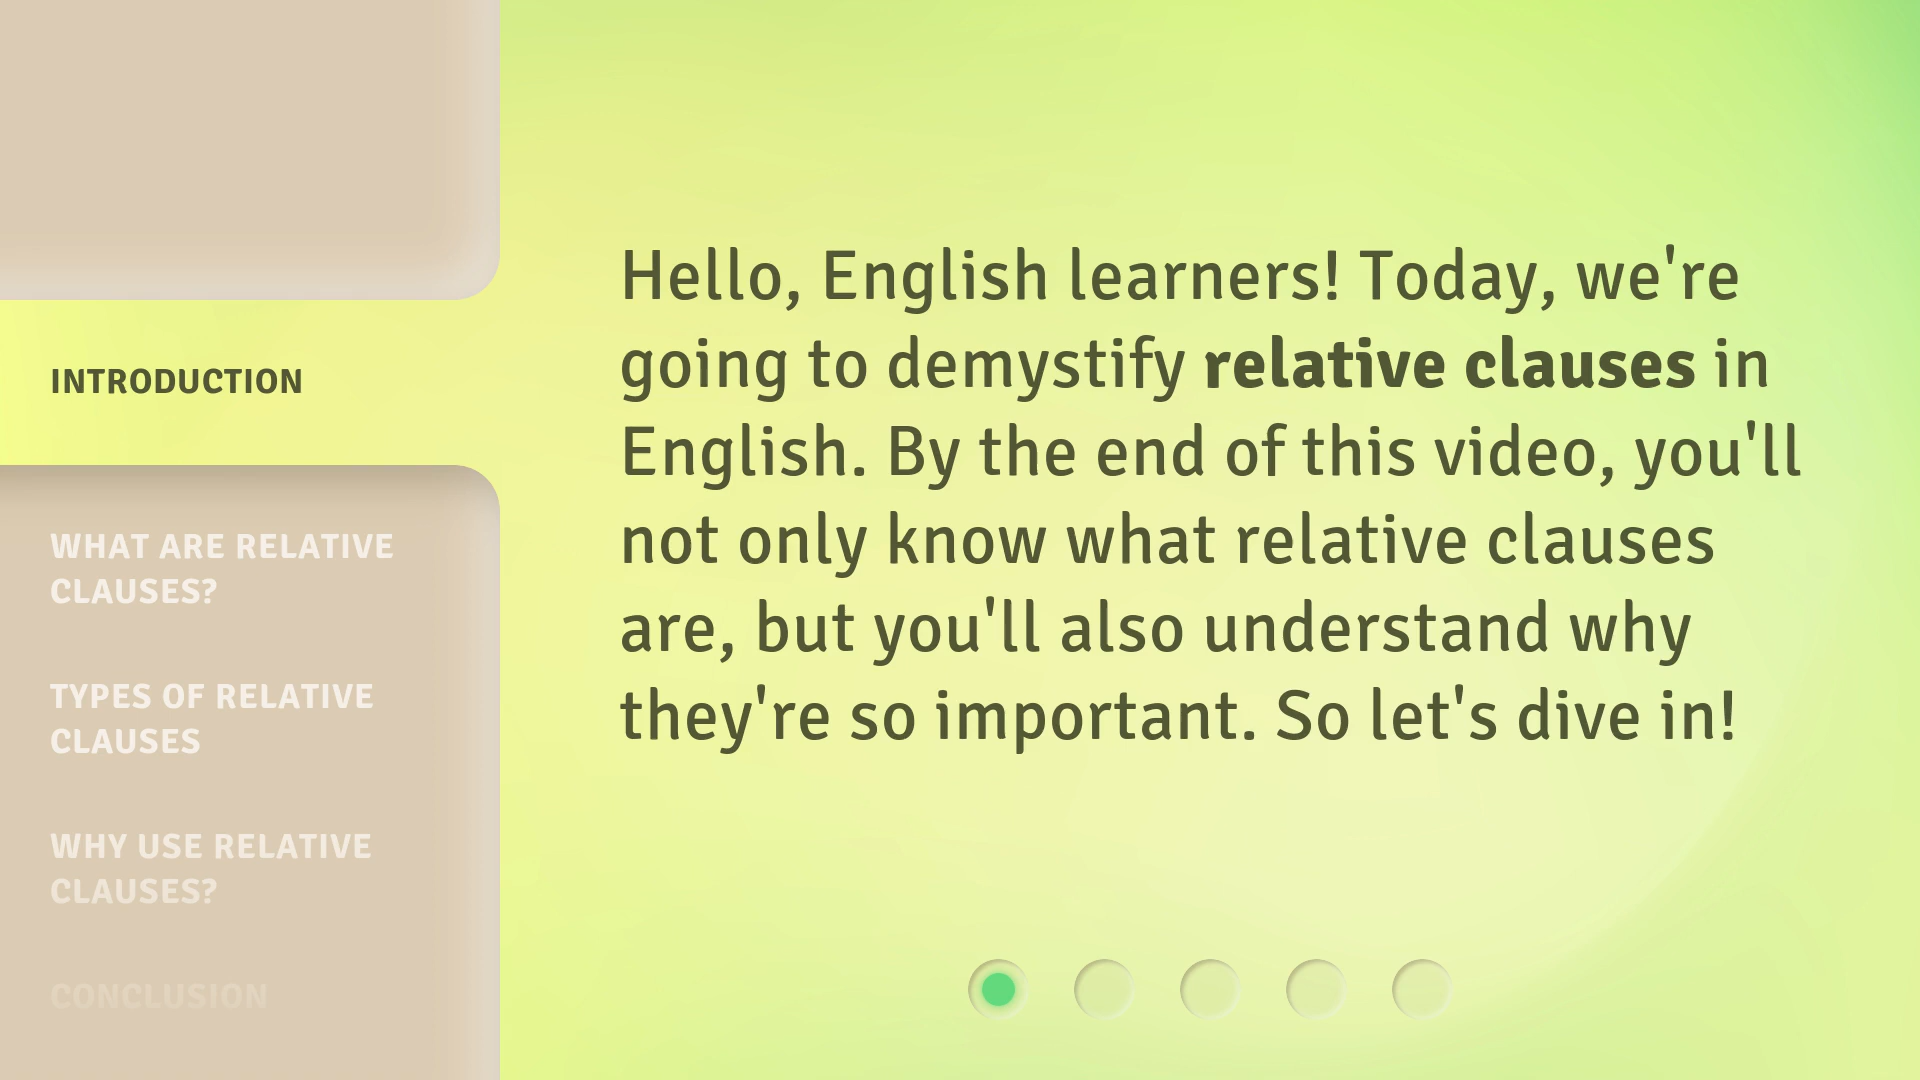 INTRODUCTION
WHAT ARE RELATIVE
CLAUSES?
TYPES OF RELATIVE
CLAUSES
WHY USE RELATIVE
CLAUSES?
CONCLUSION
Hello, English learners! Today, we're
going to demystify relative clauses in
English. By the end of this video, you'll
not only know what relative clauses
are, but you'll also understand why
they're so important. So let's dive in!